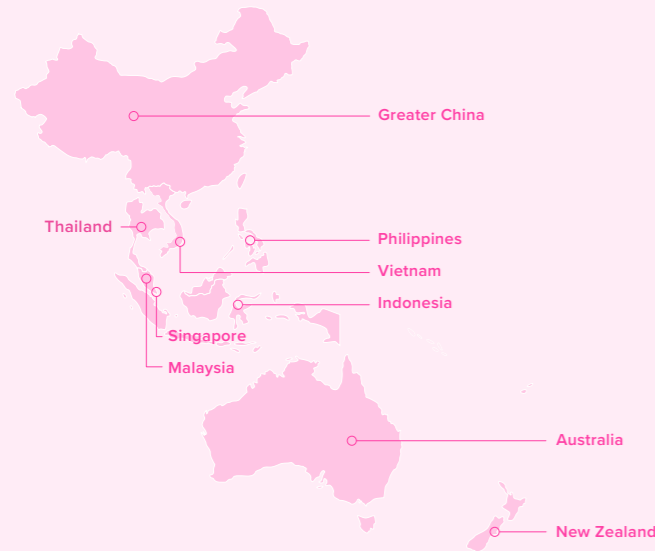 Greater China
Thailand
Philippines
Vietnam
Indonesia
Singapore
Malaysia
Australia
New Zealand